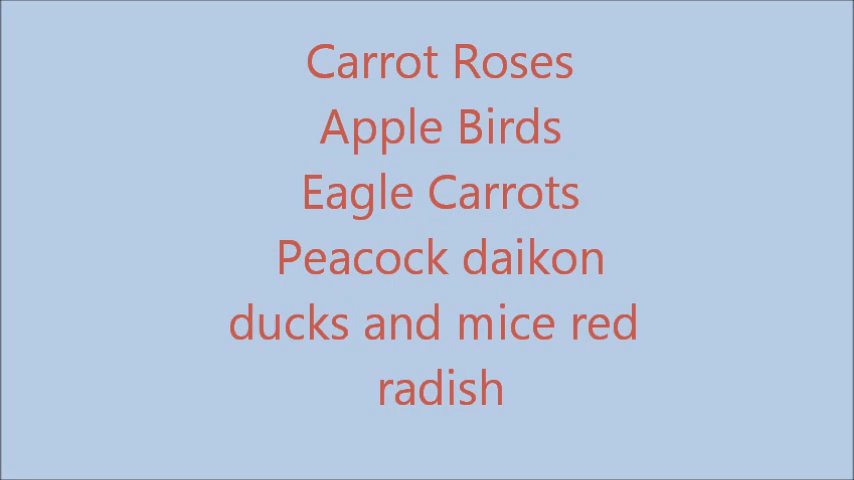 Carrot Roses
Apple Birds
Eagle Carrots
Peacock daikon
ducks and mice red
radish